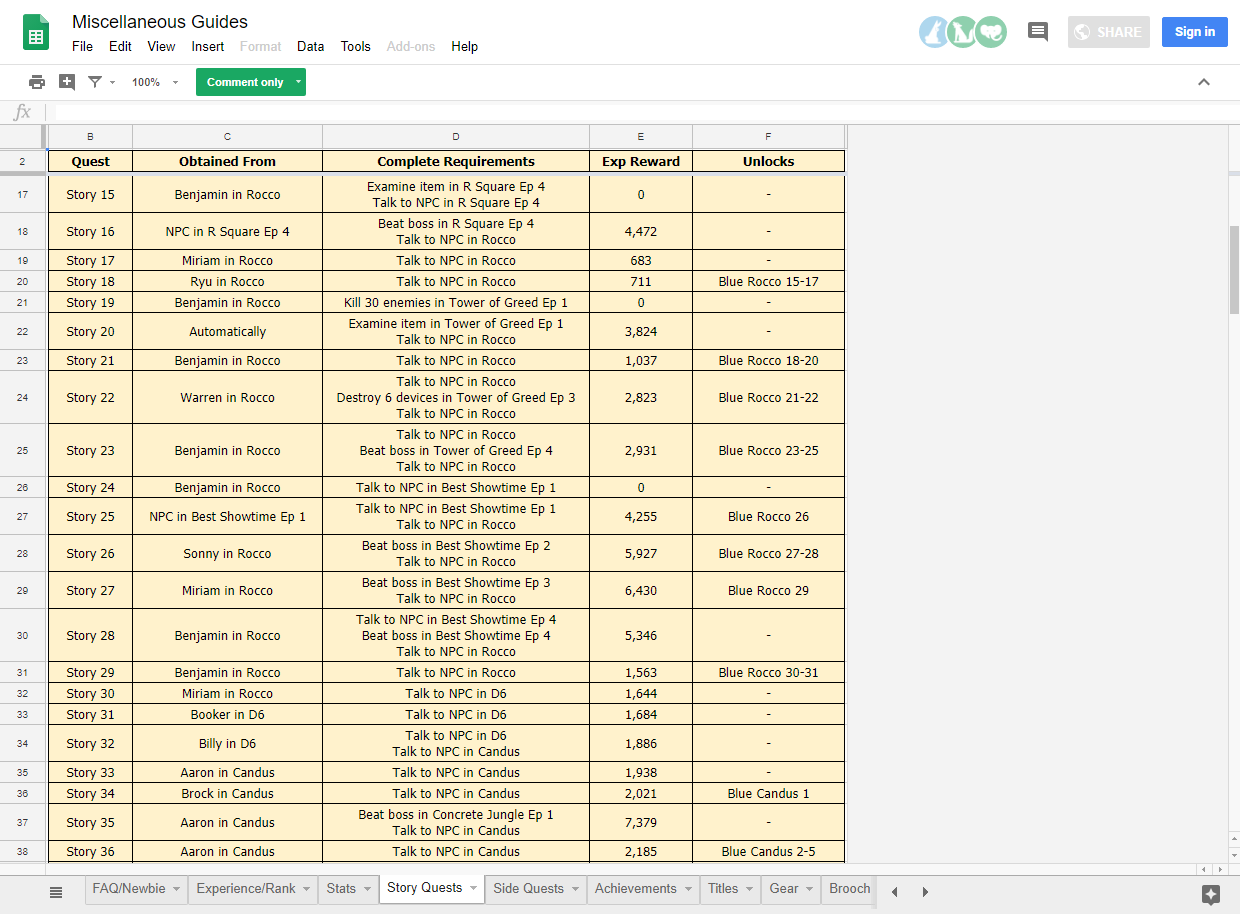 Miscellaneous Guides
File Edit View Insert Format Data Tools Add-ons Help
SHARE
Sign in
100%
Comment only
fx
B C D E F
2 Quest Obtained From Complete Requirements Exp Reward Unlocks
17 Story 15 Benjamin in Rocco Examine item in R Square Ep 4
Talk to NPC in R Square Ep 4 0 -
18 Story 16 NPC in R Square Ep 4 Beat boss in R Square Ep 4
Talk to NPC in Rocco 4,472 -
19 Story 17 Miriam in Rocco Talk to NPC in Rocco 683 -
20 Story 18 Ryu in Rocco Talk to NPC in Rocco 711 Blue Rocco 15-17
21 Story 19 Benjamin in Rocco Kill 30 enemies in Tower of Greed Ep 1 0 -
22 Story 20 Automatically Examine item in Tower of Greed Ep 1
Talk to NPC in Rocco 3,824 -
23 Story 21 Benjamin in Rocco Talk to NPC in Rocco 1,037 Blue Rocco 18-20
24 Story 22 Warren in Rocco Talk to NPC in Rocco
Destroy 6 devices in Tower of Greed Ep 3
Talk to NPC in Rocco 2,823 Blue Rocco 21-22
25 Story 23 Benjamin in Rocco Talk to NPC in Rocco
Beat boss in Tower of Greed Ep 4
Talk to NPC in Rocco 2,931 Blue Rocco 23-25
26 Story 24 Benjamin in Rocco Talk to NPC in Best Showtime Ep 1 0 -
27 Story 25 NPC in Best Showtime Ep 1 Talk to NPC in Best Showtime Ep 1
Talk to NPC in Rocco 4,255 Blue Rocco 26
28 Story 26 Sonny in Rocco Beat boss in Best Showtime Ep 2
Talk to NPC in Rocco 5,927 Blue Rocco 27-28
29 Story 27 Miriam in Rocco Beat boss in Best Showtime Ep 3
Talk to NPC in Rocco 6,430 Blue Rocco 29
30 Story 28 Benjamin in Rocco Talk to NPC in Best Showtime Ep 4
Beat boss in Best Showtime Ep 4
Talk to NPC in Rocco 5,346 -
31 Story 29 Benjamin in Rocco Talk to NPC in Rocco 1,563 Blue Rocco 30-31
32 Story 30 Miriam in Rocco Talk to NPC in D6 1,644 -
33 Story 31 Booker in D6 Talk to NPC in D6 1,684 -
34 Story 32 Billy in D6 Talk to NPC in D6
Talk to NPC in Candus 1,886 -
35 Story 33 Aaron in Candus Talk to NPC in Candus 1,938 -
36 Story 34 Brock in Candus Talk to NPC in Candus 2,021 Blue Candus 1
37 Story 35 Aaron in Candus Beat boss in Concrete Jungle Ep 1
Talk to NPC in Candus 7,379 -
38 Story 36 Aaron in Candus Talk to NPC in Candus 2,185 Blue Candus 2-5
FAQ/Newbie Experience/Rank Stats Story Quests Side Quests Achievements Titles Gear Brooch